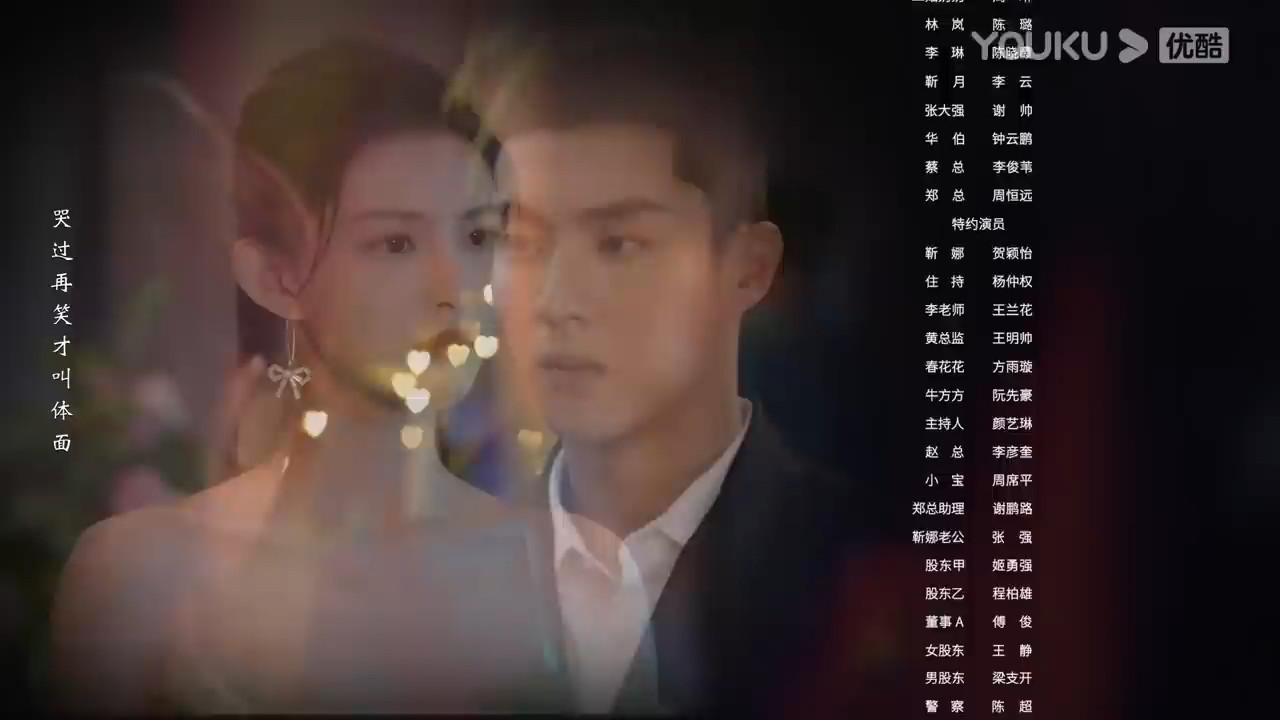 哭过再笑才叫体面
YOUKU 优酷
林岚 陈璐
李琳 陈晓
靳月 李云
张大强 谢帅
华伯 钟云鹏
蔡总 李俊苇
郑总 周恒远
特约演员
靳娜 贺颖怡
住持 杨仲权
李老师 王兰花
黄总监 王明帅
春花花 方雨璇
牛方方 阮先豪
主持人 颜艺琳
赵总 李彦奎
小宝 周席平
郑总助理 谢鹏路
靳娜老公 张强
股东甲 姬勇强
股东乙 程柏雄
董事A 傅俊
女股东 王静
男股东 梁支开
警察 陈超